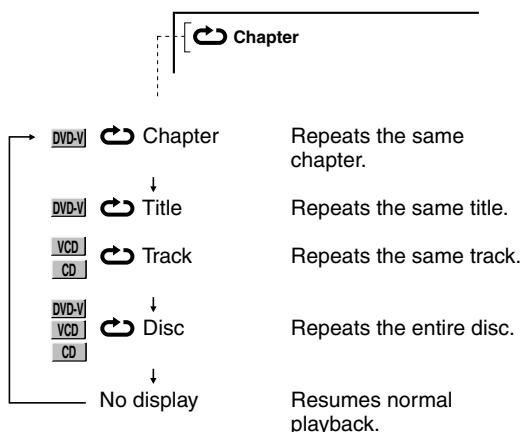 Chapter
DVD-V Chapter Repeats the same
chapter.
DVD-V Title Repeats the same title.
VCD
CD
Track Repeats the same track.
DVD-V
VCD
CD
Disc Repeats the entire disc.
No display Resumes normal
playback.